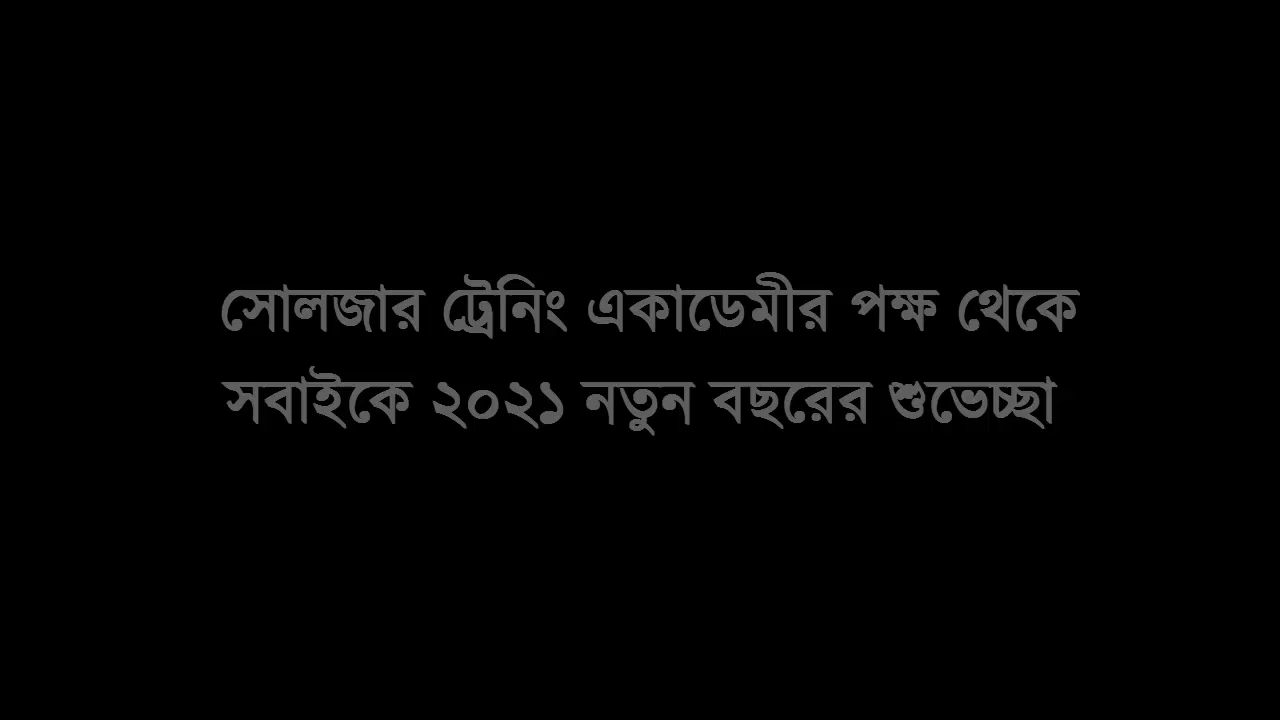 সোলজার ট্রেনিং একাডেমীর পক্ষ থেকে
সবাইকে ২০২১ নতুন বছরের শুভেচ্ছা